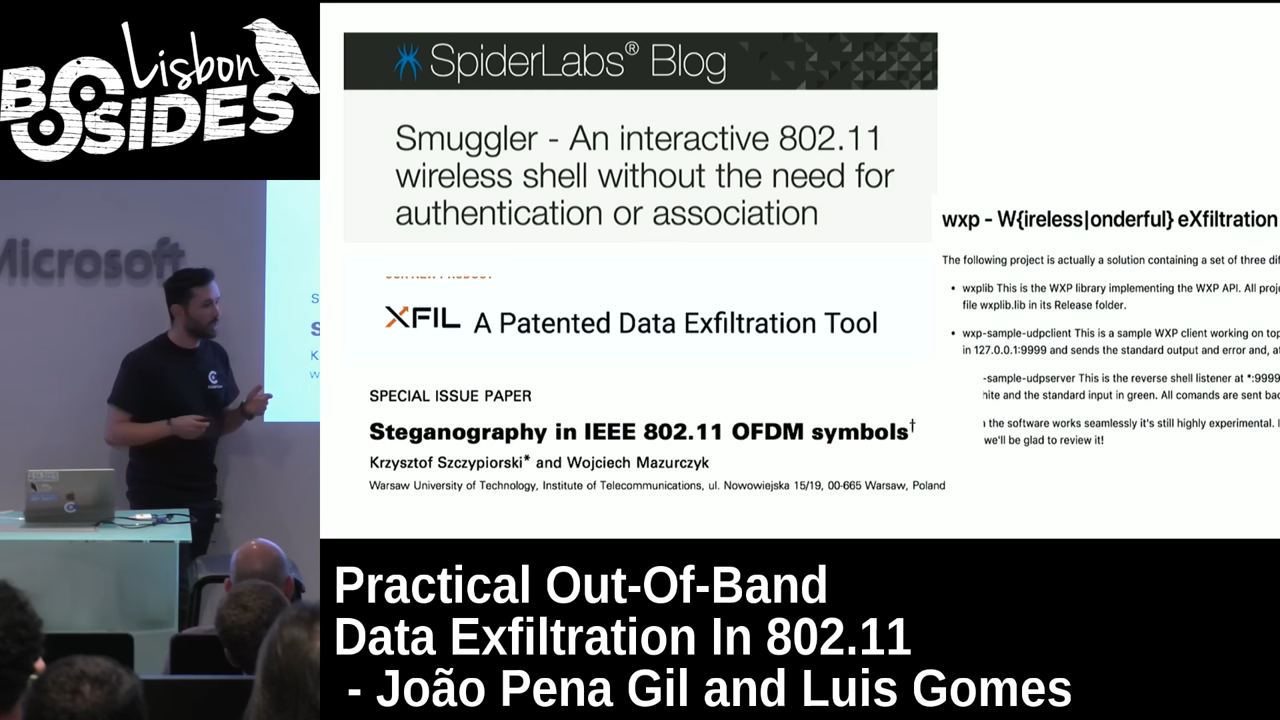 Lisbon
BSIDES
Microsoft
SpiderLabs® Blog
Smuggler - An interactive 802.11
wireless shell without the need for
authentication or association
XFIL A Patented Data Exfiltration Tool
SPECIAL ISSUE PAPER
Steganography in IEEE 802.11 OFDM symbols†
Krzysztof Szczypiorski* and Wojciech Mazurczyk
Warsaw University of Technology, Institute of Telecommunications, ul. Nowowiejska 15/19, 00-665 Warsaw, Poland
wxp - W{ireless|onderful} eXfiltration
The following project is actually a solution containing a set of three
• wxplib This is the WXP library implementing the WXP API. All
file wxplib.lib in its Release folder.
• wxp-sample-udpclient This is a sample WXP client working on top
in 127.0.0.1:9999 and sends the standard output and error and,
-sample-udpserver This is the reverse shell listener at *:9999
and the standard input in green. All comands are sent
the software works seamlessly it's still highly experimental.
we'll be glad to review it!
Practical Out-Of-Band
Data Exfiltration In 802.11
- João Pena Gil and Luis Gomes